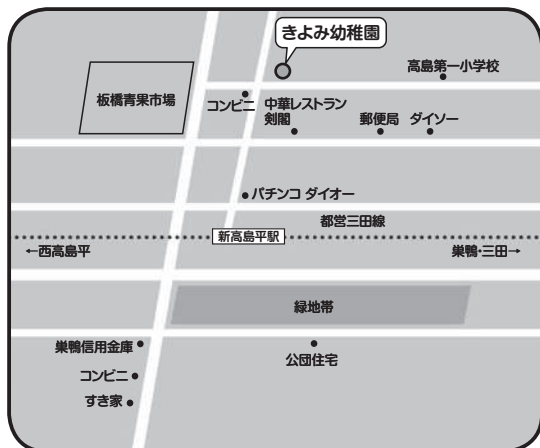 きよみ幼稚園
高島第一小学校
板橋青果市場
コンビニ
中華レストラン
剣閣
郵便局
ダイソー
パチンコ ダイオー
都営三田線
新高島平駅
←西高島平
巣鴨・三田→
緑地帯
巣鴨信用金庫
公団住宅
コンビニ
すき家